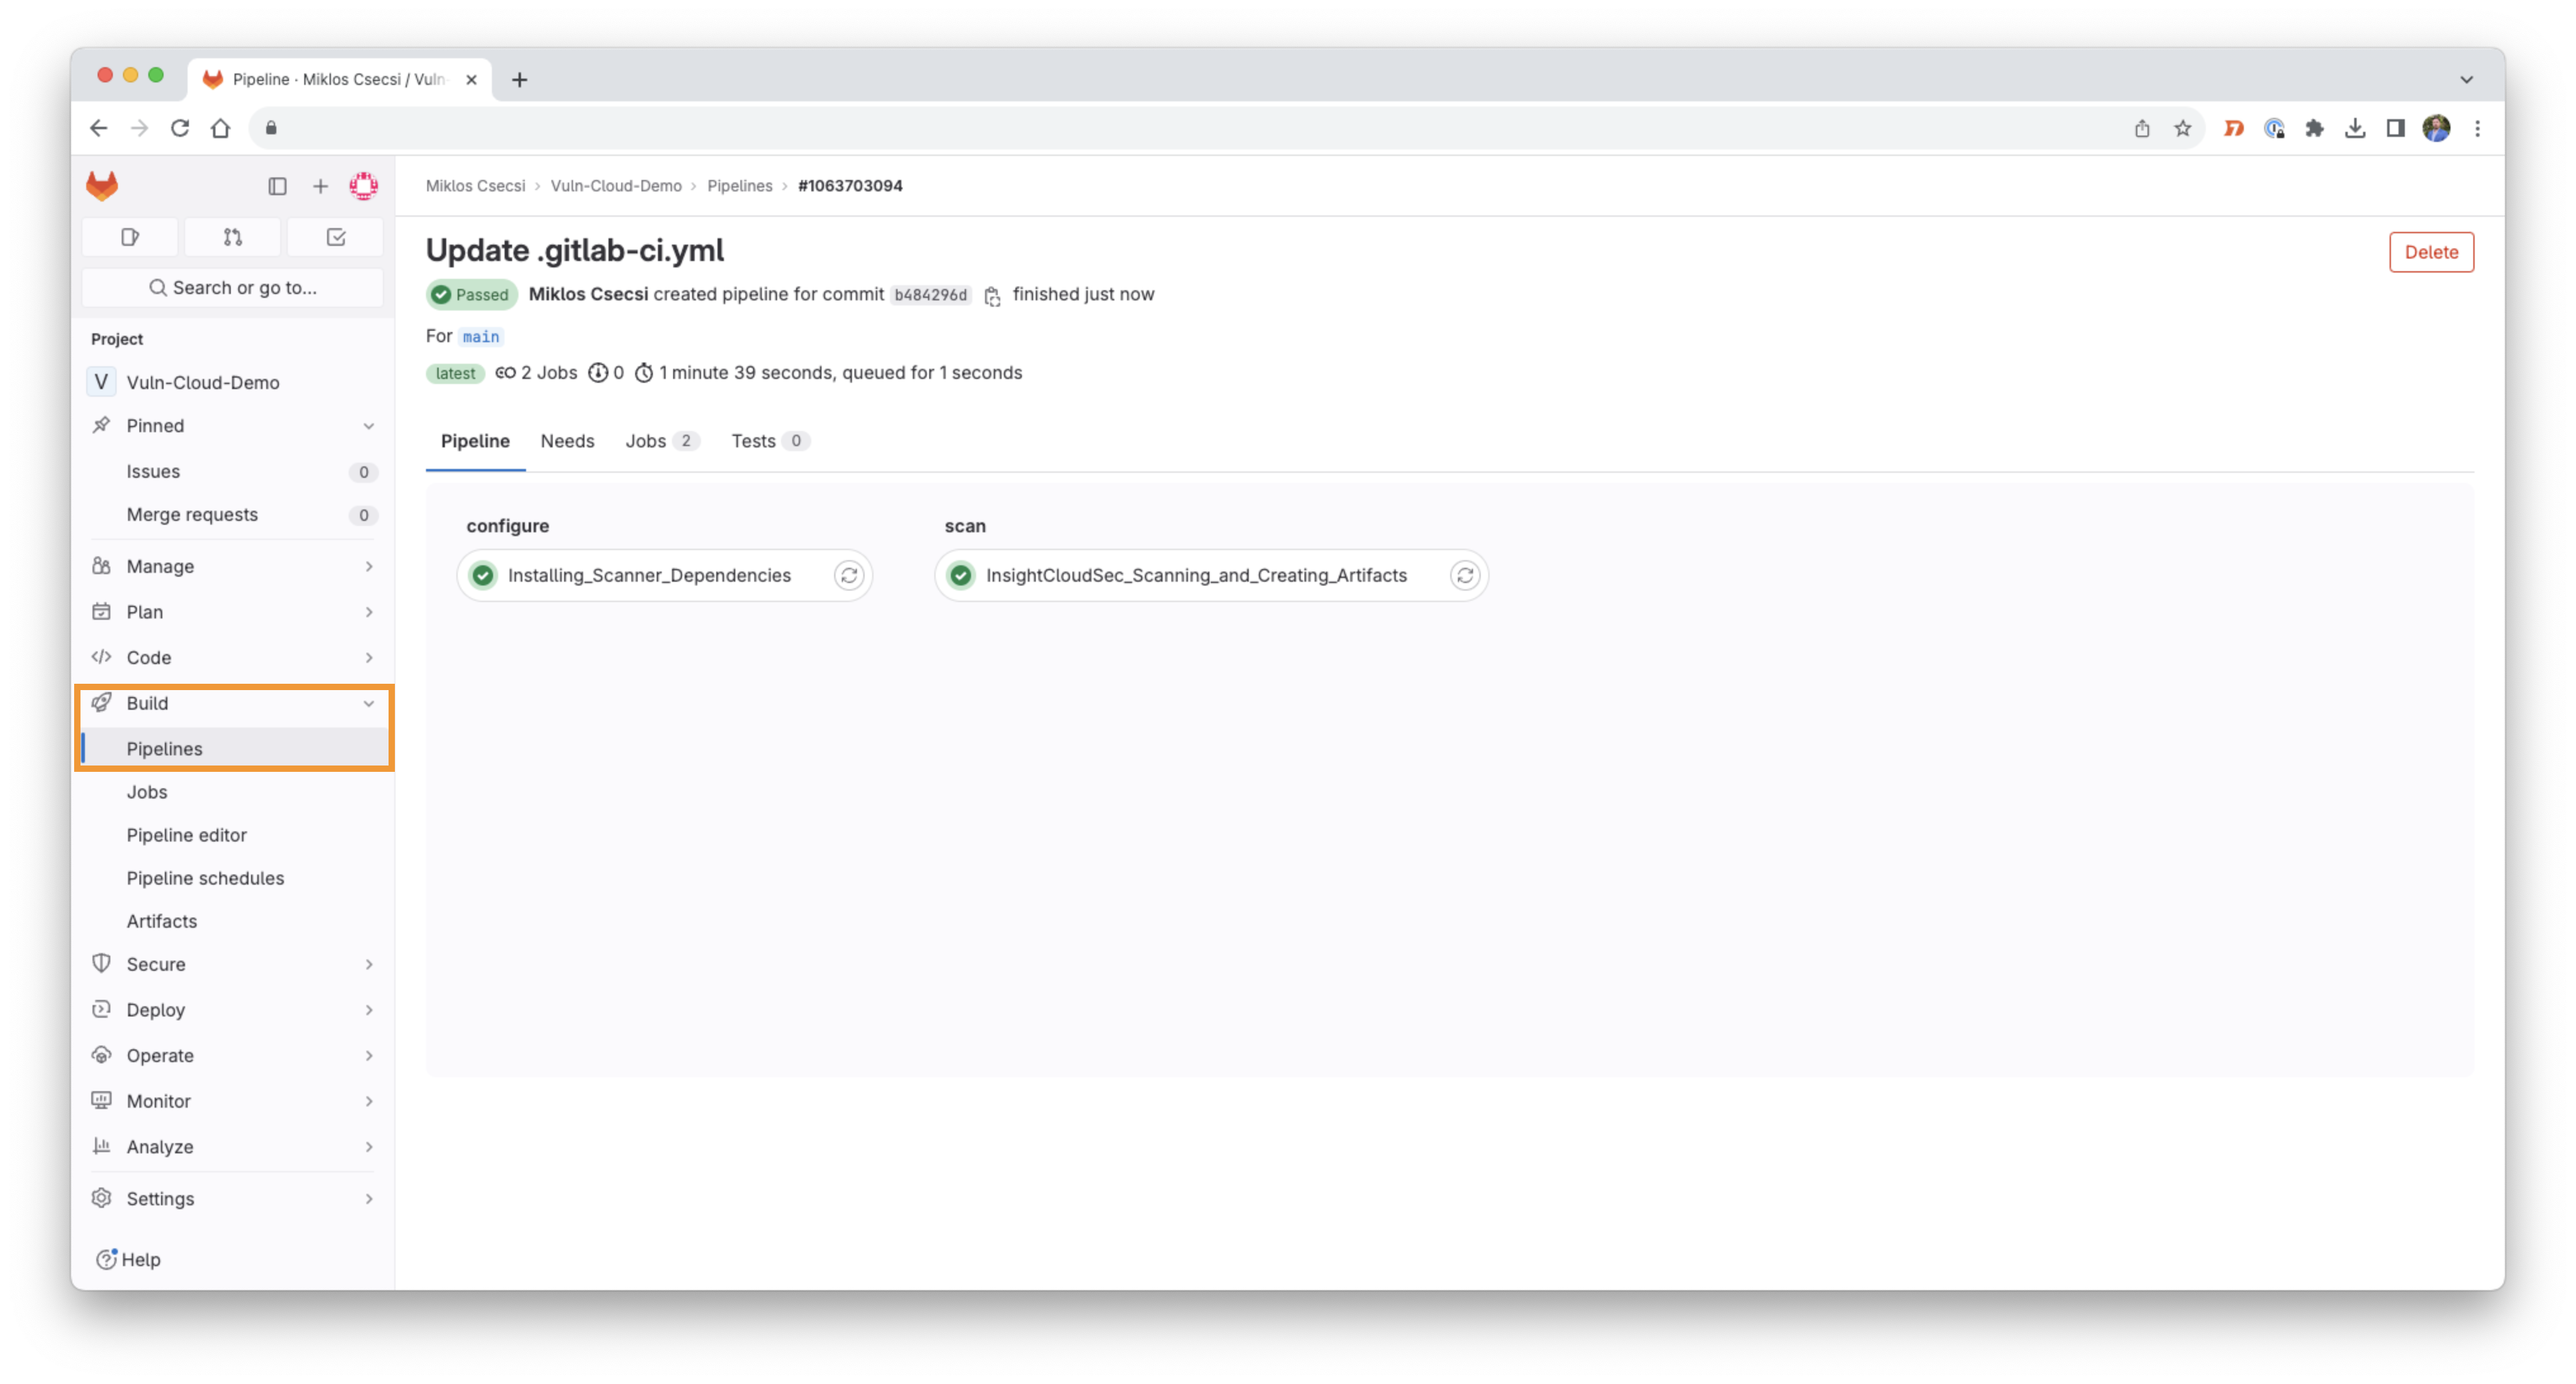 Pipeline · Miklos Csecsi / Vuln-
Miklos Csecsi › Vuln-Cloud-Demo › Pipelines › #1063703094
Search or go to...
Project
V Vuln-Cloud-Demo
Pinned
Issues 0
Merge requests 0
Manage
Plan
Code
Build
Pipelines
Jobs
Pipeline editor
Pipeline schedules
Artifacts
Secure
Deploy
Operate
Monitor
Analyze
Settings
Help
Update .gitlab-ci.yml
Delete
Passed Miklos Csecsi created pipeline for commit b484296d finished just now
For main
latest 2 Jobs 0 1 minute 39 seconds, queued for 1 seconds
Pipeline Needs Jobs 2 Tests 0
configure scan
Installing_Scanner_Dependencies InsightCloudSec_Scanning_and_Creating_Artifacts